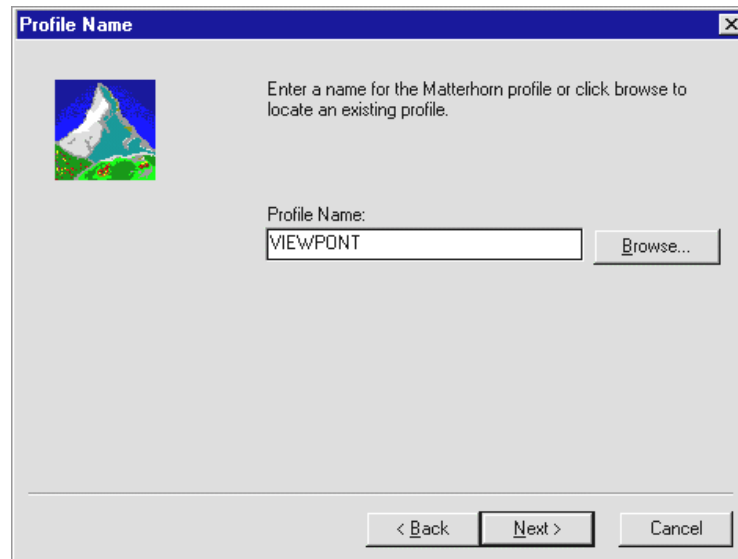 Profile Name
Enter a name for the Matterhorn profile or click browse to
locate an existing profile.
Profile Name:
VIEWPONT
Browse...
< Back
Next >
Cancel